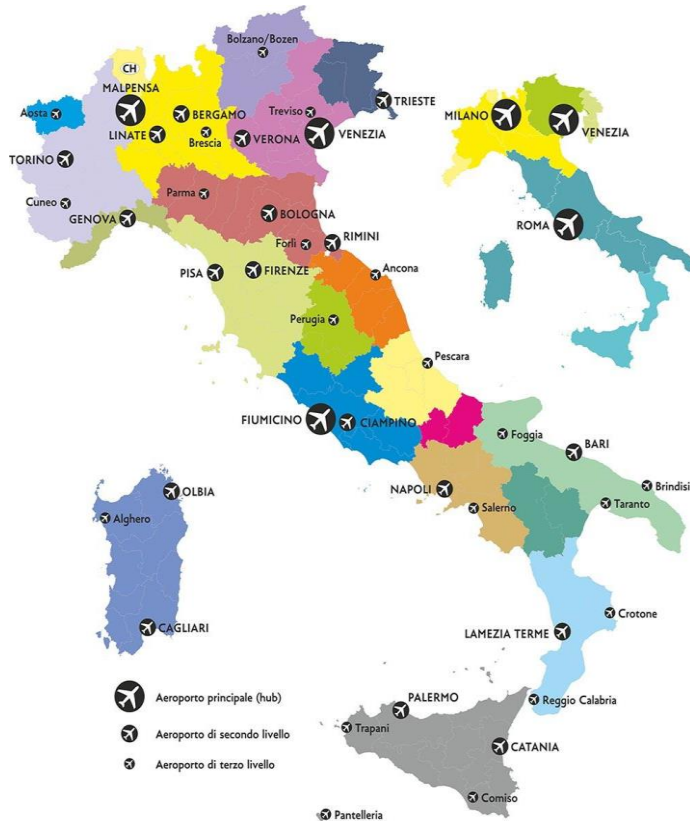 Bolzano/Bozen
CH
MALPENSA
Aosta
BERGAMO
Treviso
TRIESTE
LINATE
Brescia
VERONA
VENEZIA
TORINO
Cuneo
Parma
GENOVA
BOLOGNA
Forlì
RIMINI
PISA
FIRENZE
Ancona
Perugia
Pescara
FIUMICINO
CIAMPINO
Foggia
BARI
NAPOLI
Salerno
Taranto
Brindisi
OLBIA
Alghero
CAGLIARI
Crotone
LAMEZIA TERME
Reggio Calabria
PALERMO
Trapani
CATANIA
Comiso
Pantelleria
MILANO
VENEZIA
ROMA
Aeroporto principale (hub)
Aeroporto di secondo livello
Aeroporto di terzo livello